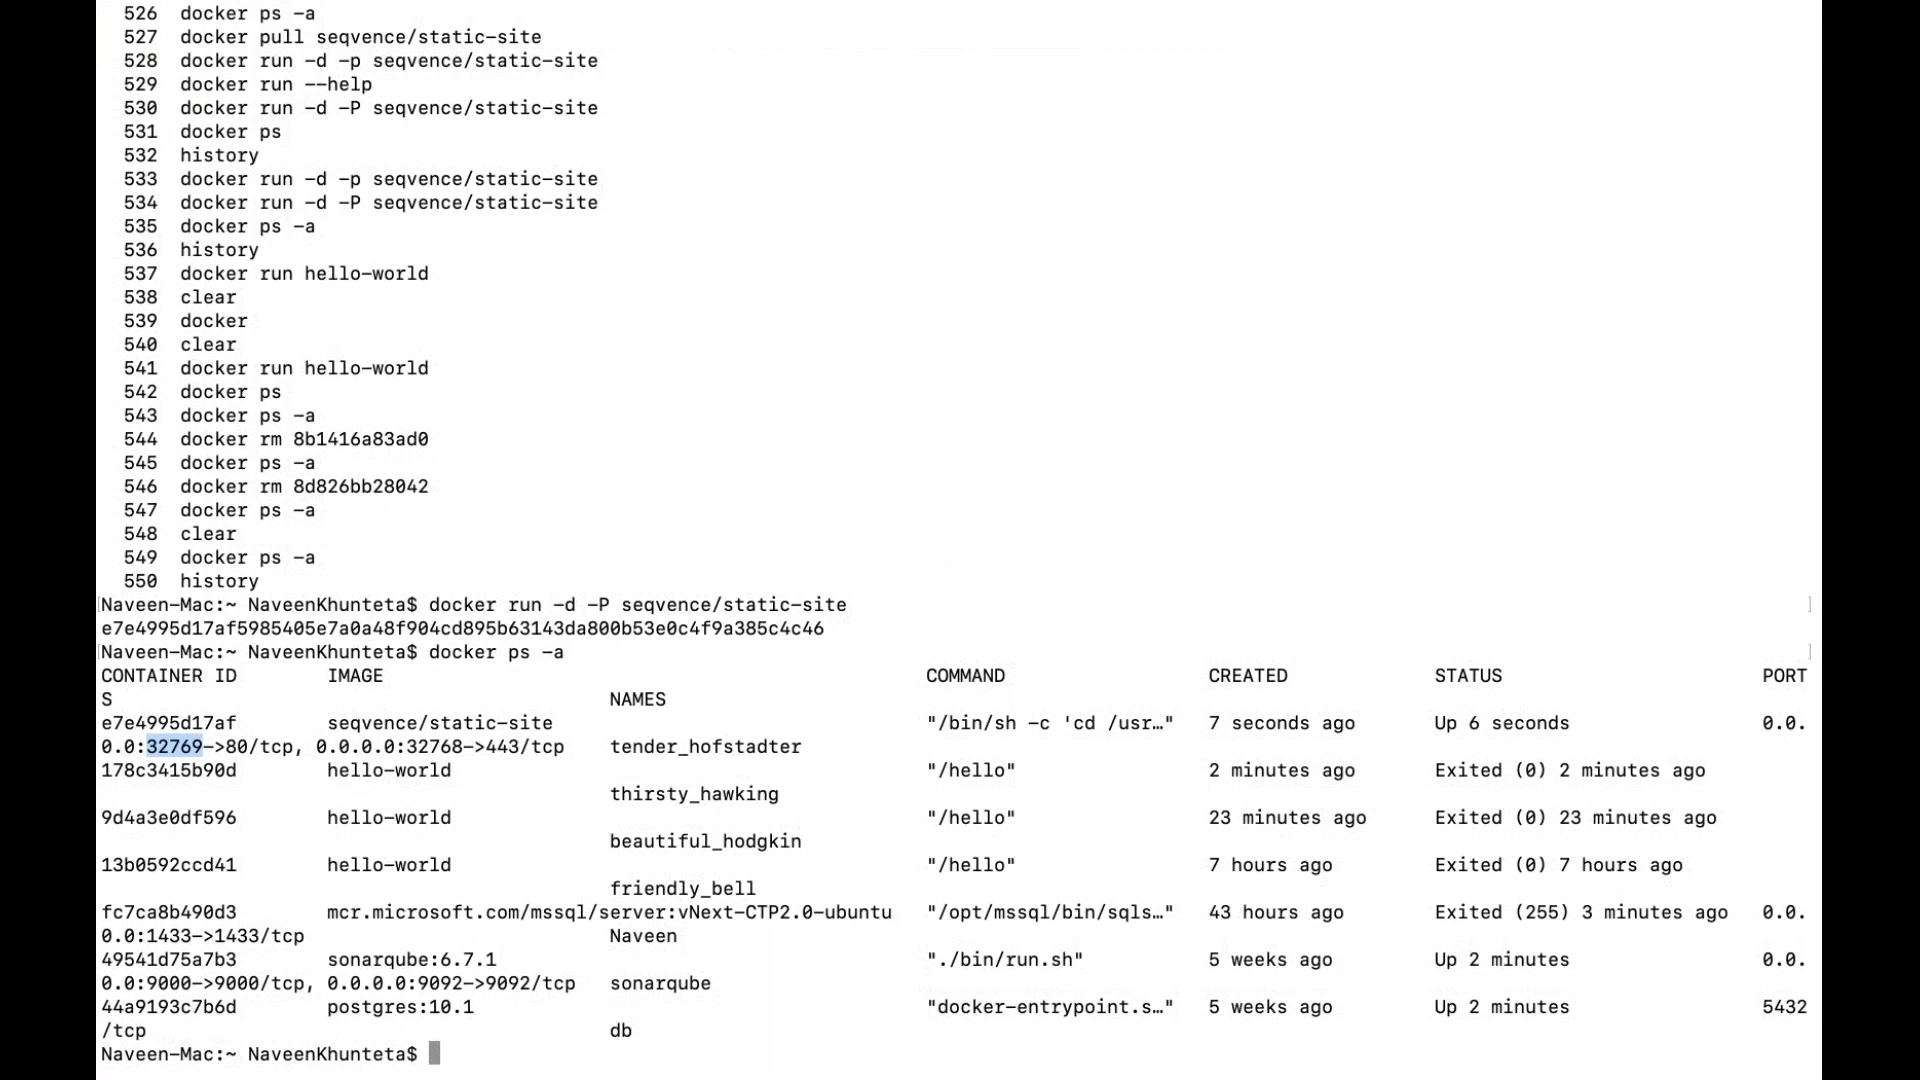 526 docker ps -a
527 docker pull seqvence/static-site
528 docker run -d -p seqvence/static-site
529 docker run --help
530 docker run -d -P seqvence/static-site
531 docker ps
532 history
533 docker run -d -p seqvence/static-site
534 docker run -d -P seqvence/static-site
535 docker ps -a
536 history
537 docker run hello-world
538 clear
539 docker
540 clear
541 docker run hello-world
542 docker ps
543 docker ps -a
544 docker rm 8b1416a83ad0
545 docker ps -a
546 docker rm 8d826bb28042
547 docker ps -a
548 clear
549 docker ps -a
550 history
[Naveen-Mac:~ NaveenKhunteta$ docker run -d -P seqvence/static-site ]
e7e4995d17af5985405e7a0a48f904cd895b63143da800b53e0c4f9a385c4c46
[Naveen-Mac:~ NaveenKhunteta$ docker ps -a ]
CONTAINER ID IMAGE COMMAND CREATED STATUS PORT
S NAMES
e7e4995d17af seqvence/static-site "/bin/sh -c 'cd /usr…" 7 seconds ago Up 6 seconds 0.0.
0.0:32769->80/tcp, 0.0.0.0:32768->443/tcp tender_hofstadter
178c3415b90d hello-world "/hello" 2 minutes ago Exited (0) 2 minutes ago
thirsty_hawking
9d4a3e0df596 hello-world "/hello" 23 minutes ago Exited (0) 23 minutes ago
beautiful_hodgkin
13b0592ccd41 hello-world "/hello" 7 hours ago Exited (0) 7 hours ago
friendly_bell
fc7ca8b490d3 mcr.microsoft.com/mssql/server:vNext-CTP2.0-ubuntu "/opt/mssql/bin/sqls…" 43 hours ago Exited (255) 3 minutes ago 0.0.
0.0:1433->1433/tcp Naveen
49541d75a7b3 sonarqube:6.7.1 "./bin/run.sh" 5 weeks ago Up 2 minutes 0.0.
0.0:9000->9000/tcp, 0.0.0.0:9092->9092/tcp sonarqube
44a9193c7b6d postgres:10.1 "docker-entrypoint.s…" 5 weeks ago Up 2 minutes 5432
/tcp db
Naveen-Mac:~ NaveenKhunteta$